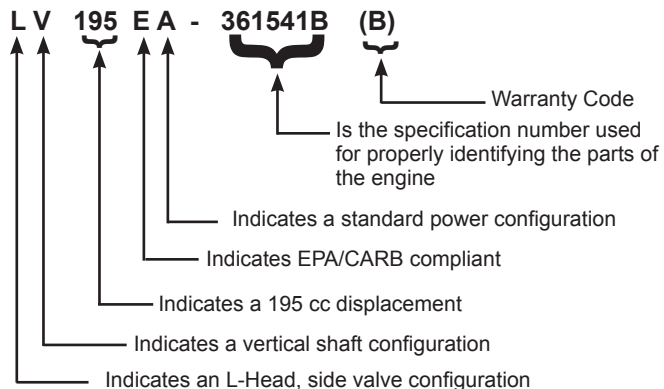 L V 195 E A - 361541B (B)
Warranty Code
Is the specification number used
for properly identifying the parts of
the engine
Indicates a standard power configuration
Indicates EPA/CARB compliant
Indicates a 195 cc displacement
Indicates a vertical shaft configuration
Indicates an L-Head, side valve configuration